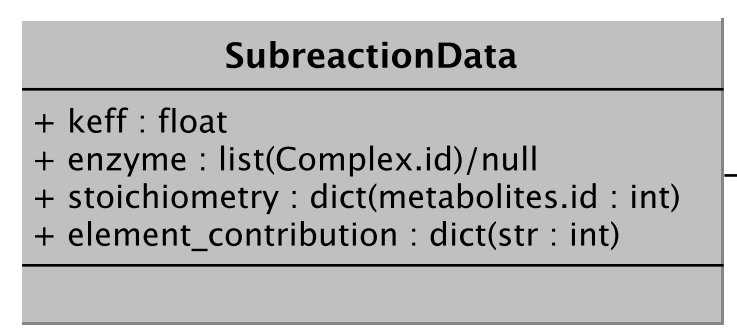 SubreactionData
+ keff : float
+ enzyme : list(Complex.id)/null
+ stoichiometry : dict(metabolites.id : int)
+ element_contribution : dict(str : int)